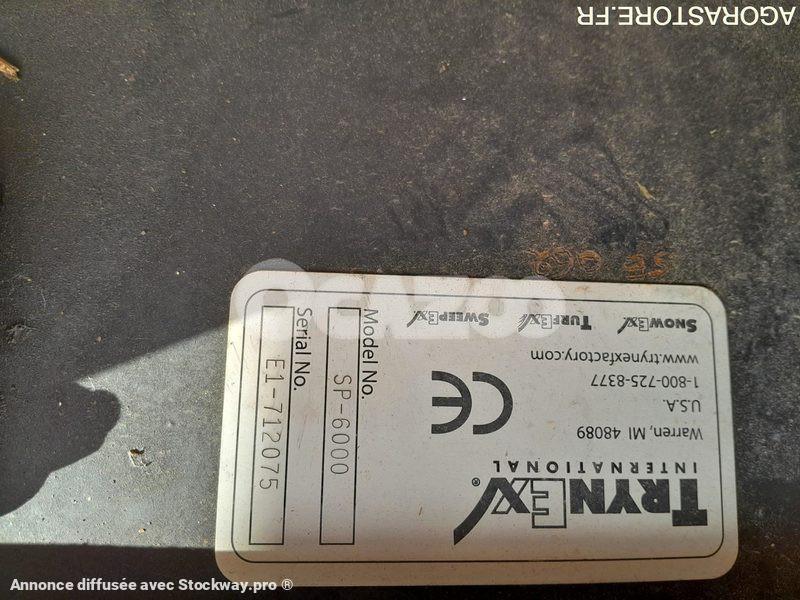 AGORASTORE.FR
TRYNEX®
INTERNATIONAL
Warren, MI 48089
U.S.A.
1-800-725-8377
www.trynexfactory.com
SNOWEX TURFEX SWEEPEX
CE
Model No.
SP-6000
Serial No.
E1-712075
OCAZOO
Annonce diffusée avec Stockway.pro ®